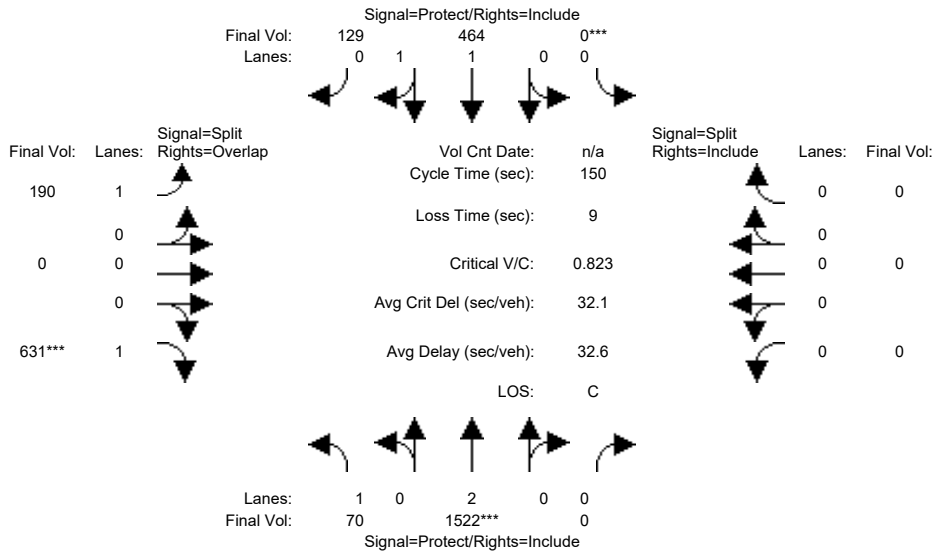 Signal=Protect/Rights=Include
Final Vol: 129 464 0***
Lanes: 0 1 1 0 0
Signal=Split Signal=Split
Final Vol: Lanes: Rights=Overlap Vol Cnt Date: n/a Rights=Include Lanes: Final Vol:
Cycle Time (sec): 150
190 1 0 0
Loss Time (sec): 9
0 0
0 0 Critical V/C: 0.823 0 0
0 Avg Crit Del (sec/veh): 32.1 0
631*** 1 Avg Delay (sec/veh): 32.6 0 0
LOS: C
Lanes: 1 0 2 0 0
Final Vol: 70 1522*** 0
Signal=Protect/Rights=Include